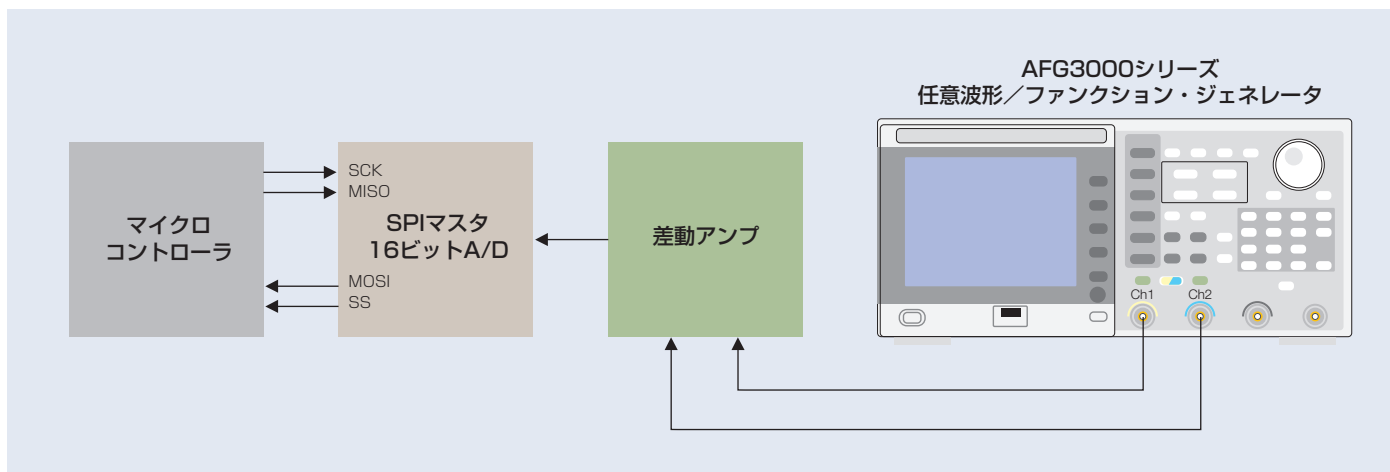 AFG3000シリーズ
任意波形／ファンクション・ジェネレータ
マイクロ
コントローラ
SCK
MISO
SPIマスタ
16ビットA/D
MOSI
SS
差動アンプ
Ch1
Ch2